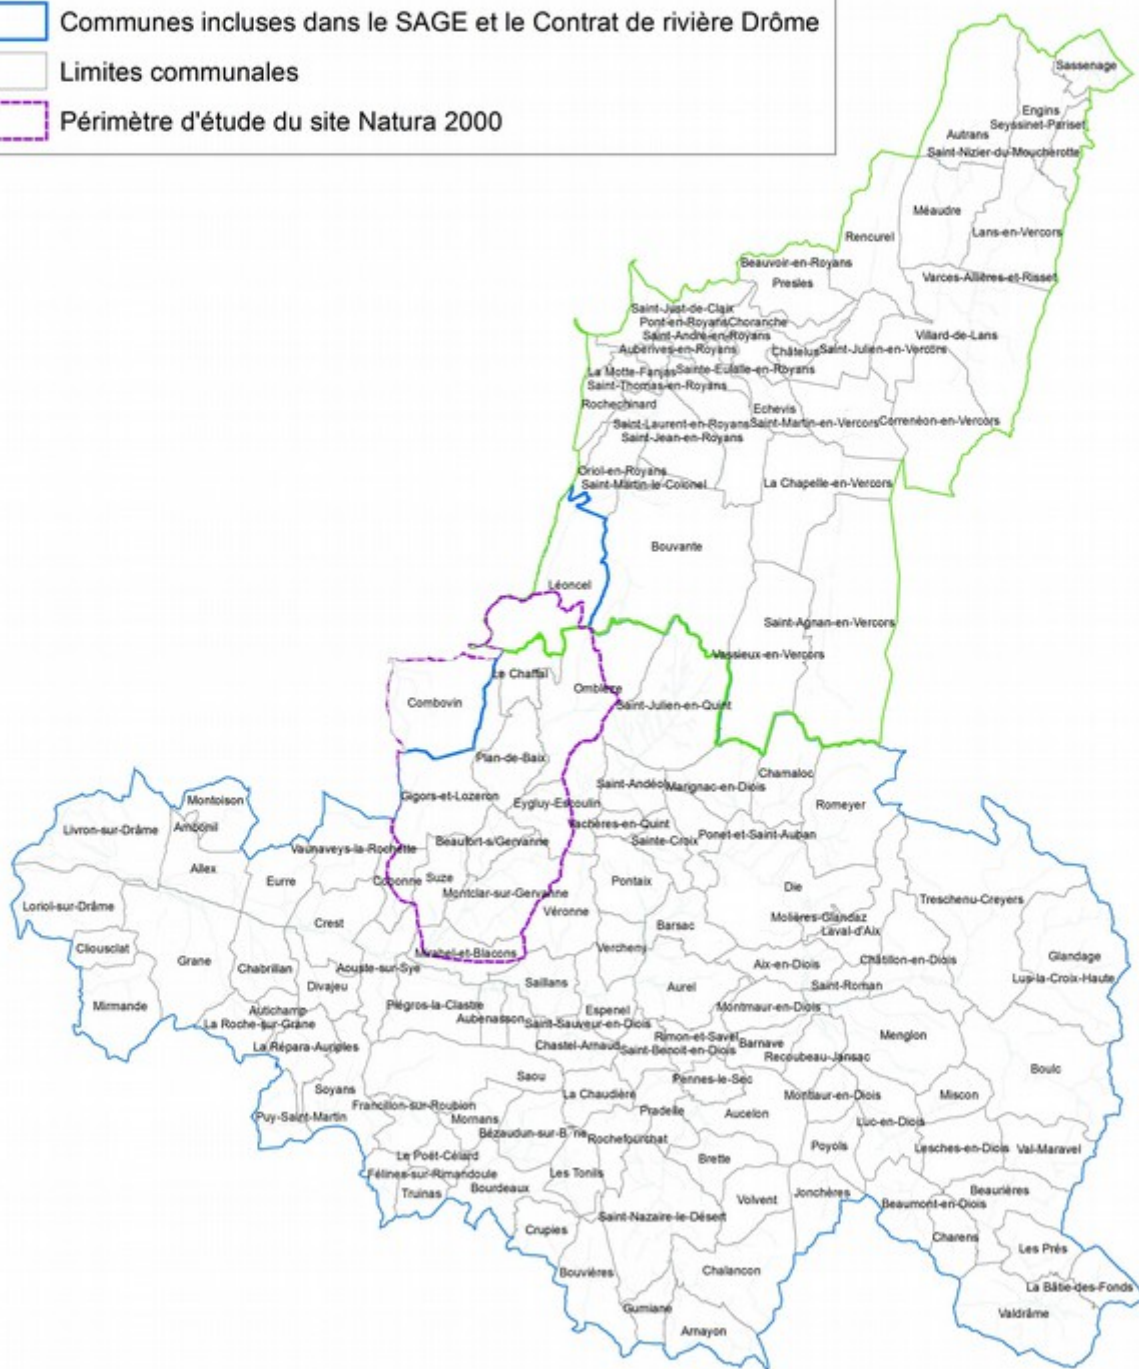 Communes incluses dans le SAGE et le Contrat de rivière Drôme
Limites communales
Périmètre d'étude du site Natura 2000
Sassenage
Engins
Seyssinet-Pariset
Autrans
Saint-Nizier-du-Moucherotte
Méaudre
Lans-en-Vercors
Rencurel
Beauvoir-en-Royans
Varces-Allières-et-Risset
Presles
Saint-Just-de-Claix
Pont-en-Royans
Choranche
Saint-André-en-Royans
Villard-de-Lans
Auberives-en-Royans
Châtelus
Saint-Julien-en-Vercors
La Motte-Fanjas
Sainte-Eulalie-en-Royans
Saint-Thomas-en-Royans
Rochechinard
Echevis
Saint-Laurent-en-Royans
Saint-Martin-en-Vercors
Corrençon-en-Vercors
Saint-Jean-en-Royans
Oriol-en-Royans
Saint-Martin-le-Colonel
La Chapelle-en-Vercors
Bouvante
Léoncel
Saint-Agnan-en-Vercors
Vassieux-en-Vercors
Le Chaffal
Omblèze
Combovin
Saint-Julien-en-Quint
Plan-de-Baix
Chamaloc
Saint-Andéol
Marignac-en-Diois
Gigors-et-Lozeron
Eygluy-Escoulin
Romeyer
Montoison
Livron-sur-Drâme
Ambonil
Vachères-en-Quint
Ponet-et-Saint-Auban
Vaunaveys-la-Rochette
Beaufort-s/Gervanne
Sainte-Croix
Allex
Eurre
Cobonne
Suze
Pontaix
Die
Montclar-sur-Gervanne
Treschenu-Creyers
Loriol-sur-Drâme
Véronne
Molières-Glandaz
Crest
Barsac
Laval-d'Aix
Cliousclat
Mirabel-et-Blacons
Vercheny
Grane
Chabrillan
Aouste-sur-Sye
Aix-en-Diois
Châtillon-en-Diois
Glandage
Lus-la-Croix-Haute
Divajeu
Saillans
Aurel
Saint-Roman
Mirmande
Autichamp
Piégros-la-Clastre
Espenel
Montmaur-en-Diois
La Roche-sur-Grane
Aubenasson
Saint-Sauveur-en-Diois
La Répara-Auriples
Chastel-Arnaud
Rimon-et-Savel
Saint-Benoit-en-Diois
Barnave
Menglon
Recoubeau-Jansac
Boulc
Soyans
Saou
La Chaudière
Pennes-le-Sec
Montlaur-en-Diois
Miscon
Puy-Saint-Martin
Francillon-sur-Roubion
Mornans
Pradelle
Aucelon
Luc-en-Diois
Bézaudun-sur-B ne
Rochefourchat
Poyols
Lesches-en-Diois
Val-Maravel
Le Poët-Célard
Brette
Félines-sur-Rimandoule
Les Tonils
Truinas
Bourdeaux
Volvent
Jonchères
Beaurières
Beaumont-en-Diois
Saint-Nazaire-le-Désert
Crupies
Charens
Les Prés
Bouvières
Chalancon
La Bâtie-des-Fonds
Gumiane
Valdrâme
Arnayon